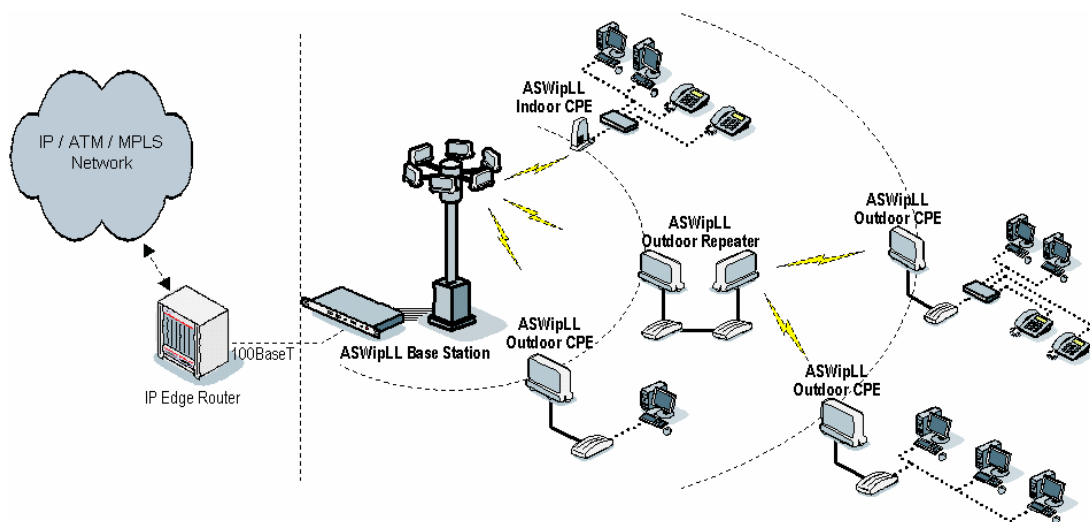 IP / ATM / MPLS
Network
IP Edge Router
100BaseT
ASWipLL Base Station
ASWipLL
Indoor CPE
ASWipLL
Outdoor Repeater
ASWipLL
Outdoor CPE
ASWipLL
Outdoor CPE
ASWipLL
Outdoor CPE